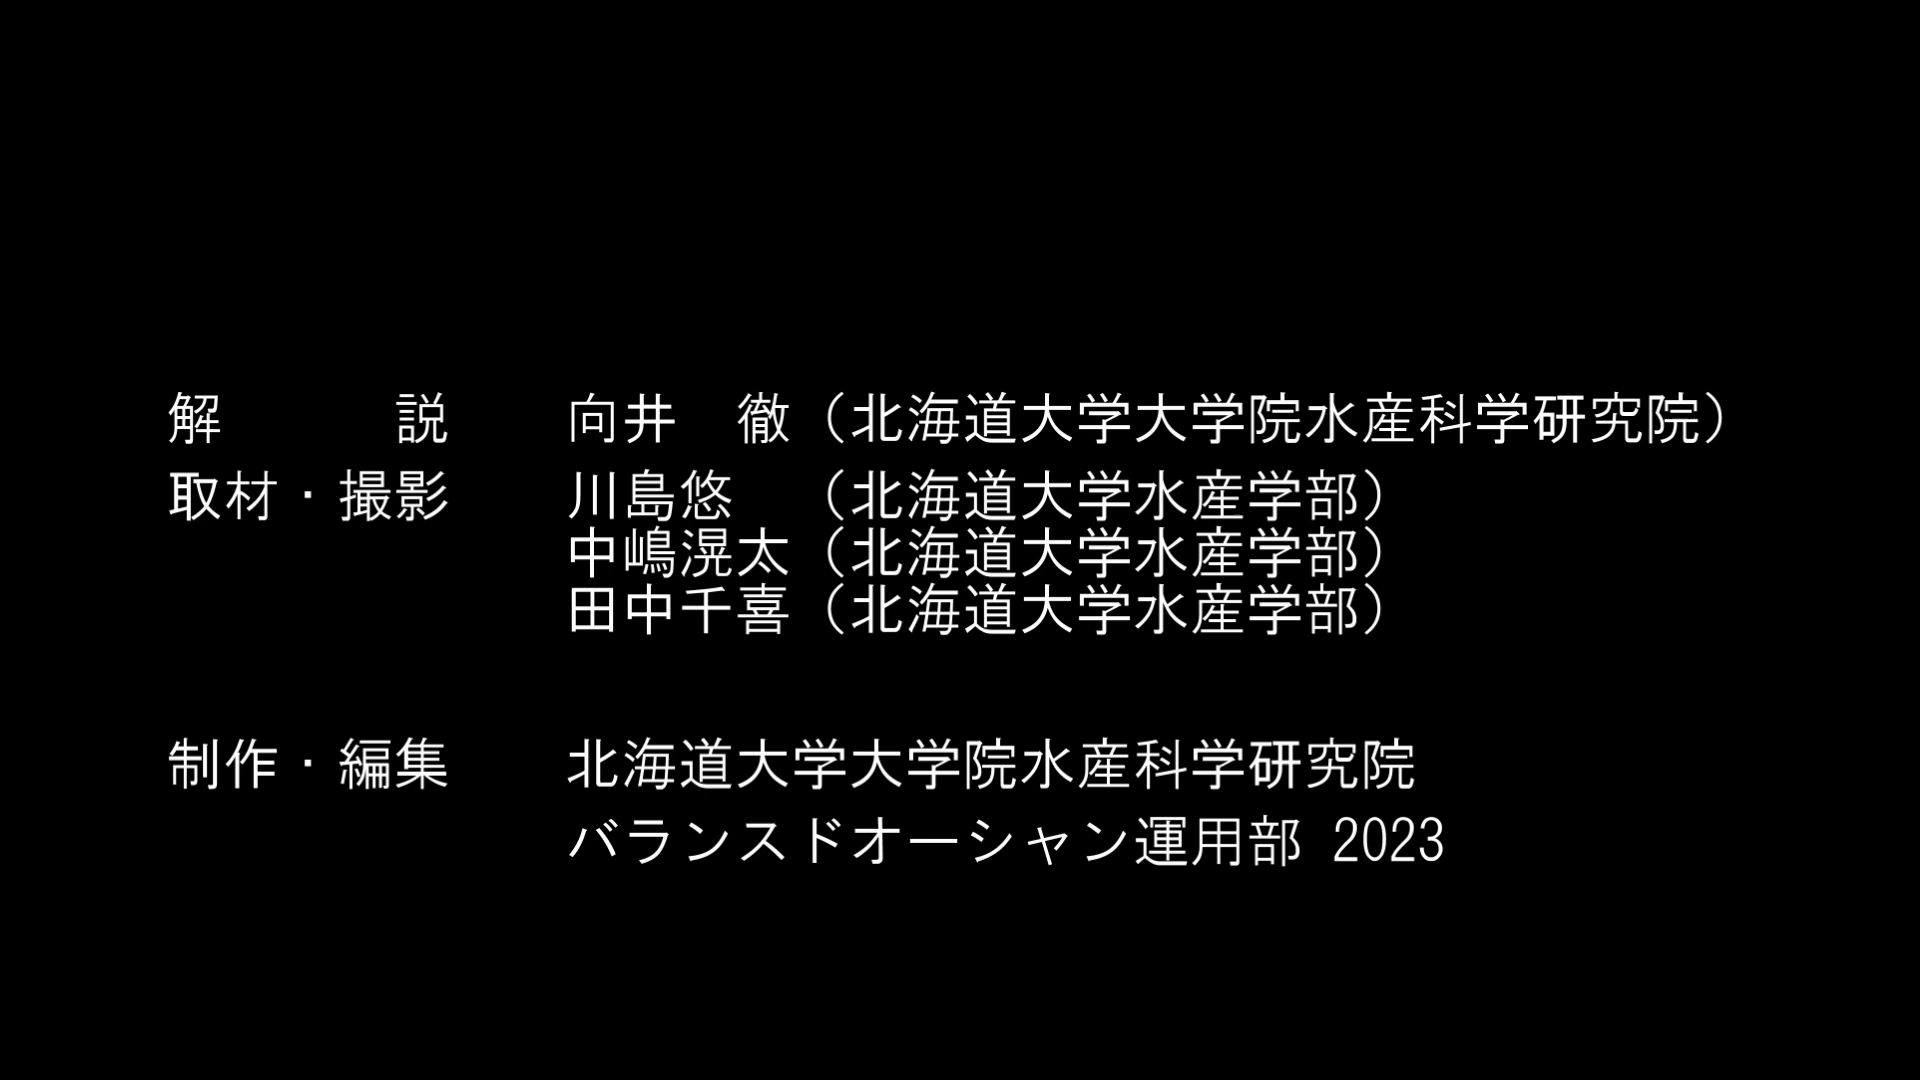 解　　　説　　向井　徹（北海道大学大学院水産科学研究院）
取材・撮影　　川島悠　（北海道大学水産学部）
中嶋滉太（北海道大学水産学部）
田中千喜（北海道大学水産学部）
制作・編集　　北海道大学大学院水産科学研究院
バランスドオーシャン運用部 2023